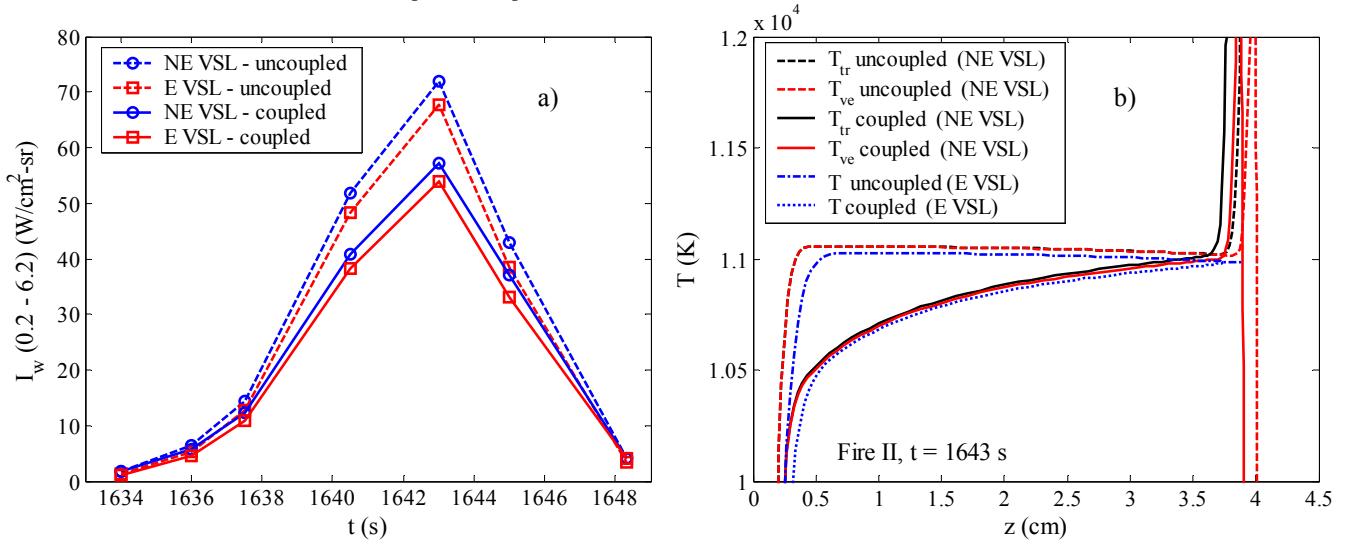 80
70
60
50
40
30
20
10
0
1634 1636 1638 1640 1642 1644 1646 1648
I_w (0.2 - 6.2) (W/cm²-sr)
t (s)
NE VSL - uncoupled
E VSL - uncoupled
NE VSL - coupled
E VSL - coupled
a)
x 10⁴
1.2
1.15
1.1
1.05
1
0 0.5 1 1.5 2 2.5 3 3.5 4 4.5
T (K)
z (cm)
T_tr uncoupled (NE VSL)
T_ve uncoupled (NE VSL)
T_tr coupled (NE VSL)
T_ve coupled (NE VSL)
T uncoupled (E VSL)
T coupled (E VSL)
b)
Fire II, t = 1643 s